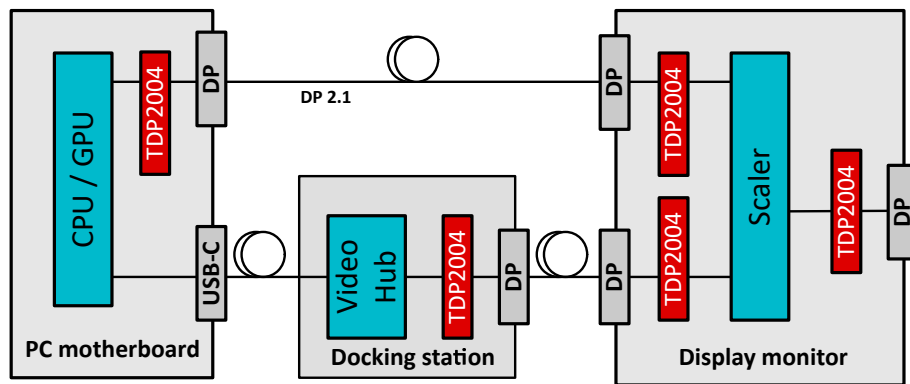 CPU / GPU
TDP2004
DP
DP 2.1
USB-C
PC motherboard
Video
Hub
TDP2004
DP
Docking station
DP
TDP2004
DP
TDP2004
Scaler
TDP2004
DP
Display monitor